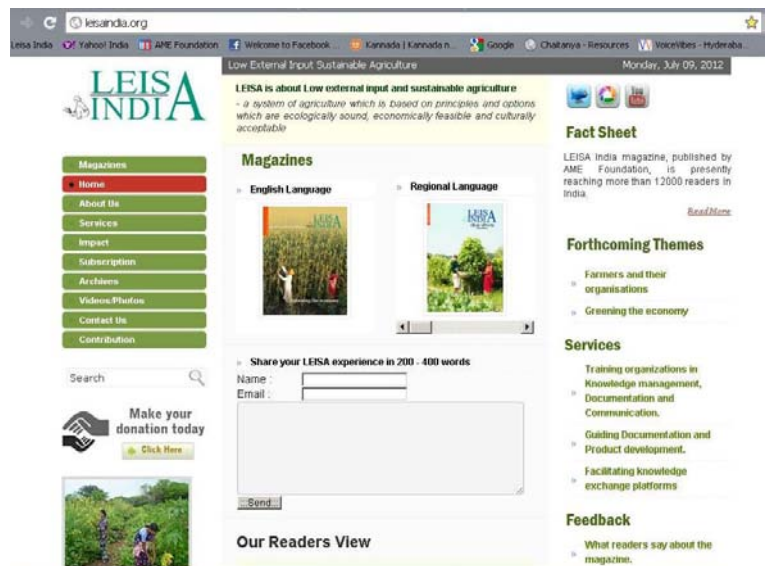 leisaindia.org
Leisa India Yahoo! India AME Foundation Welcome to Facebook ... Kannada | Kannada n... Google Chaitanya - Resources VoiceVibes - Hyderaba...
LEISA
INDIA
Low External Input Sustainable Agriculture Monday, July 09, 2012
LEISA is about Low external input and sustainable agriculture
- a system of agriculture which is based on principles and options
which are ecologically sound, economically feasible and culturally
acceptable
Magazines
Home
About Us
Services
Impact
Subscription
Archives
Videos/Photos
Contact Us
Contribution
Search
Make your
donation today
Click Here
Magazines
» English Language
LEISA
INDIA
» Regional Language
LEISA
INDIA
» Share your LEISA experience in 200 - 400 words
Name :
Email :
Send
Our Readers View
You
Tube
Fact Sheet
LEISA India magazine, published by
AME Foundation, is presently
reaching more than 12000 readers in
India.
Read More
Forthcoming Themes
» Farmers and their
organisations
» Greening the economy
Services
» Training organizations in
Knowledge management,
Documentation and
Communication.
» Guiding Documentation and
Product development.
» Facilitating knowledge
exchange platforms
Feedback
» What readers say about the
magazine.